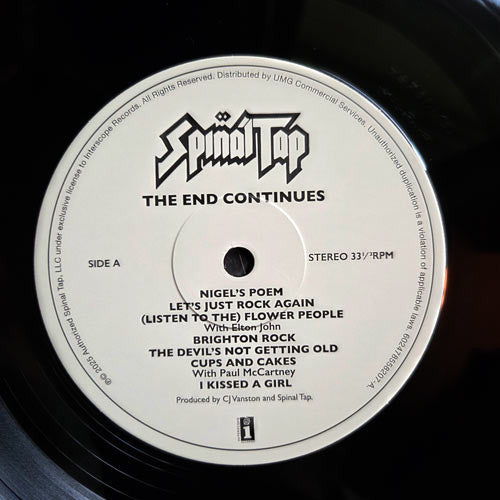 ℗© 2025 Authorized Spinal Tap, LLC under exclusive license to Interscope Records. All Rights Reserved. Distributed by UMG Commercial Services. Unauthorized duplication is a violation of applicable laws. 602478558207-A
Spın̈al Tap
THE END CONTINUES
SIDE A
STEREO 33⅓RPM
NIGEL'S POEM
LET'S JUST ROCK AGAIN
(LISTEN TO THE) FLOWER PEOPLE
With Elton John
BRIGHTON ROCK
THE DEVIL'S NOT GETTING OLD
CUPS AND CAKES
With Paul McCartney
I KISSED A GIRL
Produced by CJ Vanston and Spinal Tap.
i